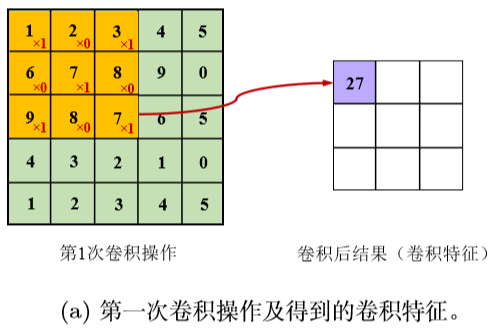 1 ×1 2 ×0 3 ×1 4 5
6 ×0 7 ×1 8 ×0 9 0
9 ×1 8 ×0 7 ×1 6 5
4 3 2 1 0
1 2 3 4 5
27
第1次卷积操作
卷积后结果（卷积特征）
(a) 第一次卷积操作及得到的卷积特征。